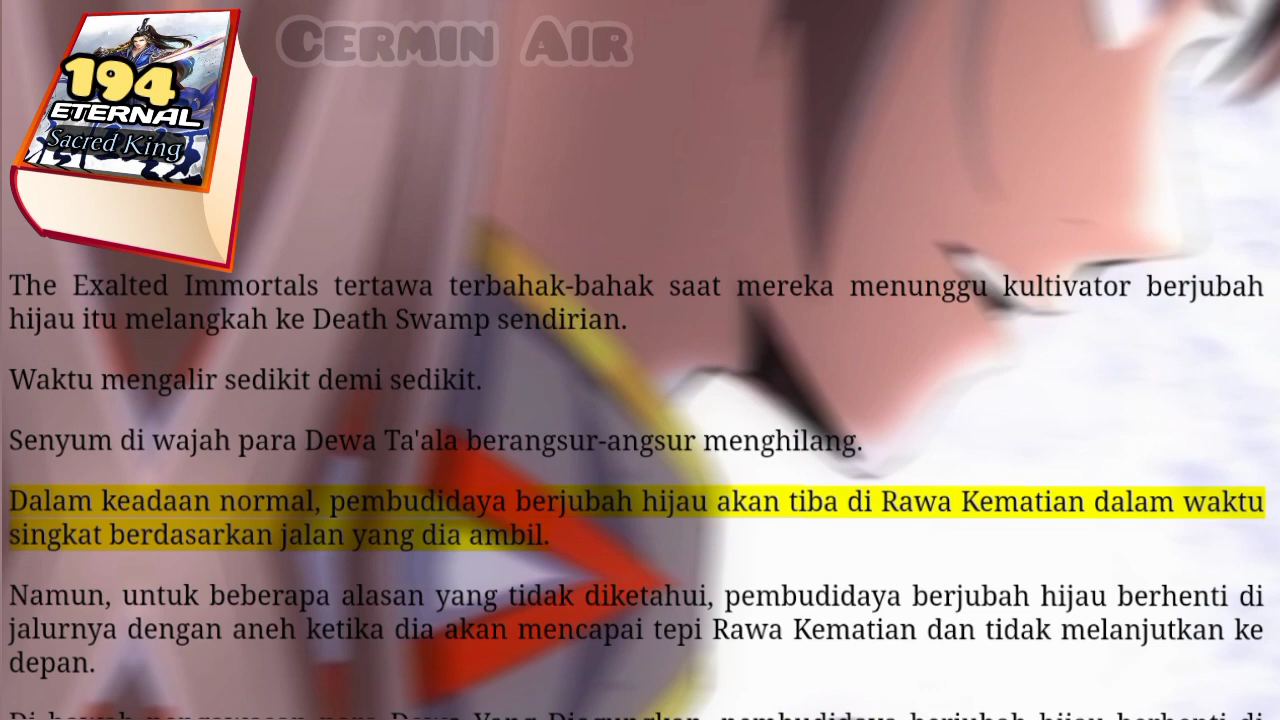 CERMIN AIR
194
ETERNAL
Sacred King
The Exalted Immortals tertawa terbahak-bahak saat mereka menunggu kultivator berjubah
hijau itu melangkah ke Death Swamp sendirian.
Waktu mengalir sedikit demi sedikit.
Senyum di wajah para Dewa Ta'ala berangsur-angsur menghilang.
Dalam keadaan normal, pembudidaya berjubah hijau akan tiba di Rawa Kematian dalam waktu
singkat berdasarkan jalan yang dia ambil.
Namun, untuk beberapa alasan yang tidak diketahui, pembudidaya berjubah hijau berhenti di
jalurnya dengan aneh ketika dia akan mencapai tepi Rawa Kematian dan tidak melanjutkan ke
depan.